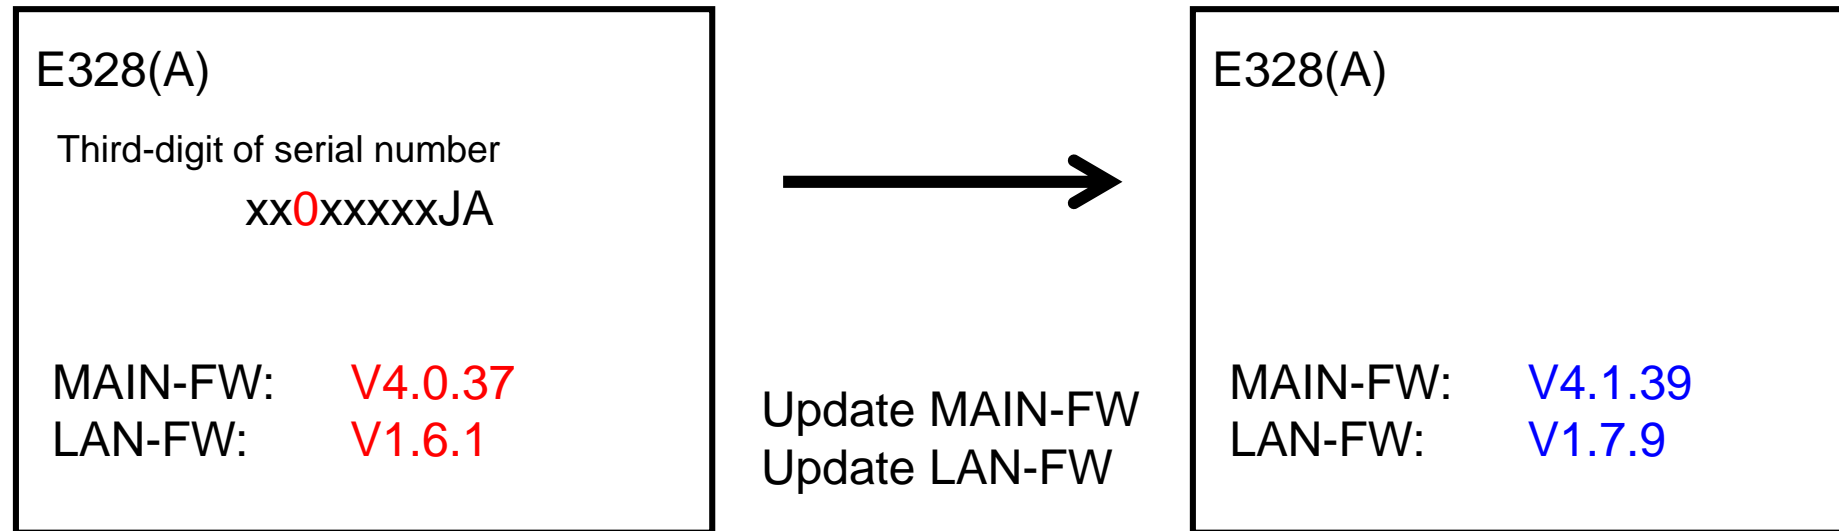 E328(A)
Third-digit of serial number
xx0xxxxxJA
MAIN-FW: V4.0.37
LAN-FW: V1.6.1
Update MAIN-FW
Update LAN-FW
E328(A)
MAIN-FW: V4.1.39
LAN-FW: V1.7.9